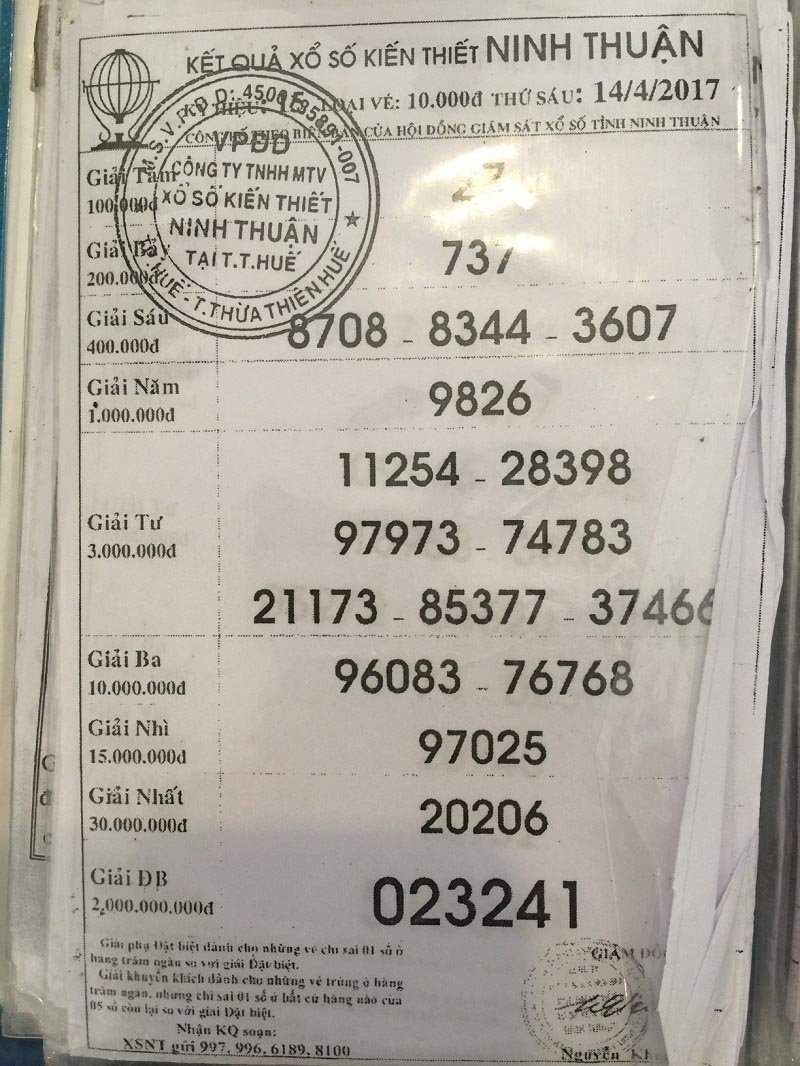 KẾT QUẢ XỔ SỐ KIẾN THIẾT NINH THUẬN
LOẠI VÉ: 10.000đ THỨ SÁU: 14/4/2017
CỦA HỘI ĐỒNG GIÁM SÁT XỔ SỐ TỈNH NINH THUẬN
VPĐD
CÔNG TY TNHH MTV
XỔ SỐ KIẾN THIẾT
NINH THUẬN
TẠI T.T.HUẾ
HUẾ - T.THỪA THIÊN HUẾ
Giải Tám 27
100.000đ
Giải Bảy 737
200.000đ
Giải Sáu 8708 - 8344 - 3607
400.000đ
Giải Năm 9826
1.000.000đ
11254 - 28398
Giải Tư 97973 - 74783
3.000.000đ
21173 - 85377 - 37466
Giải Ba 96083 - 76768
10.000.000đ
Giải Nhì 97025
15.000.000đ
Giải Nhất 20206
30.000.000đ
Giải ĐB 023241
2,000.000.000đ
Giải phụ Đặt biệt dành cho những vé chỉ sai 01 số ở
hàng trăm ngàn so với giải Đặt biệt.
Giải khuyến khích dành cho những vé trúng ở hàng
trăm ngàn, nhưng chỉ sai 01 số ở bất cứ hàng nào của
05 số còn lại so với giải Đặt biệt.
Nhận KQ soạn:
XSNT gửi 997, 996, 6189, 8100
GIÁM ĐỐ
Nguyễn